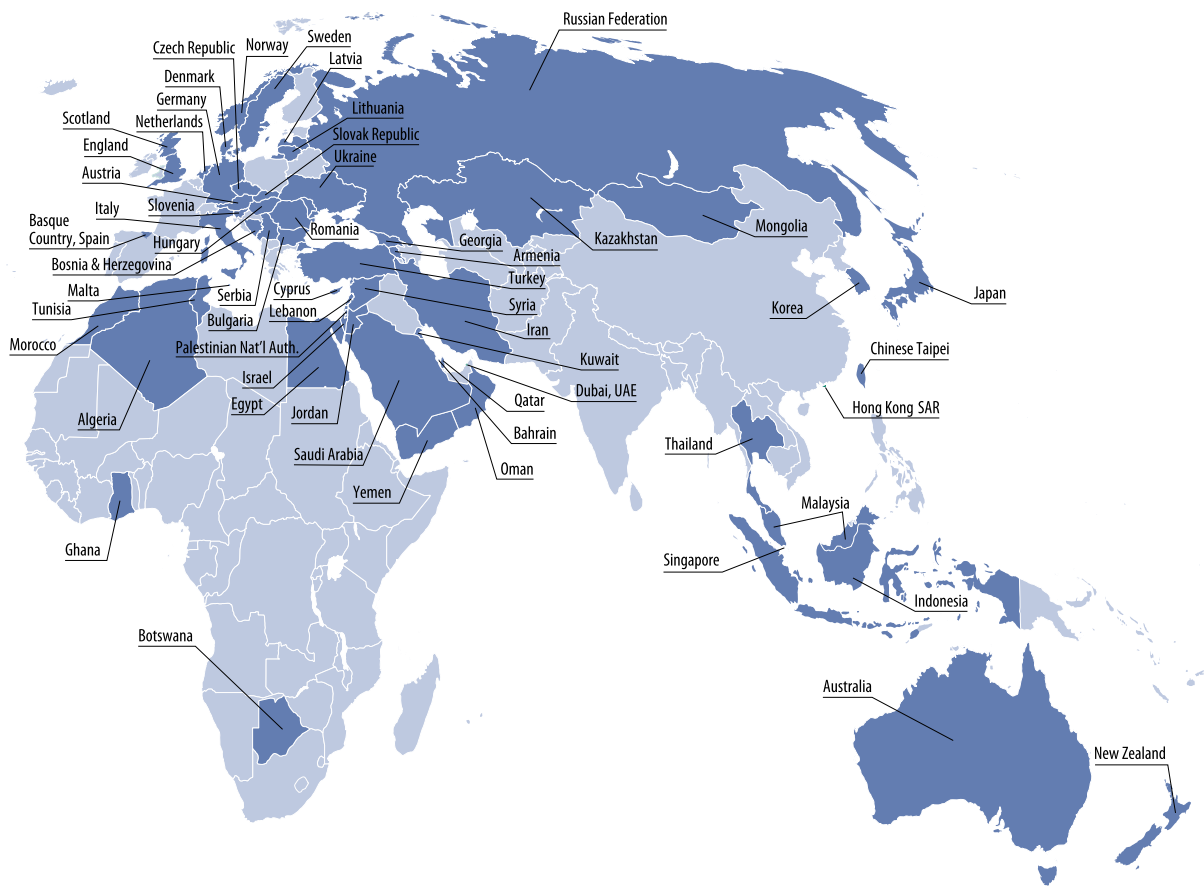 Russian Federation
Sweden
Norway
Czech Republic
Latvia
Denmark
Germany
Lithuania
Netherlands
Scotland
Slovak Republic
England
Ukraine
Austria
Slovenia
Italy
Basque
Country, Spain
Romania
Mongolia
Hungary
Georgia
Kazakhstan
Armenia
Bosnia & Herzegovina
Turkey
Malta
Serbia
Cyprus
Japan
Tunisia
Lebanon
Syria
Korea
Bulgaria
Iran
Morocco
Palestinian Nat'l Auth.
Kuwait
Chinese Taipei
Israel
Dubai, UAE
Egypt
Qatar
Hong Kong SAR
Algeria
Jordan
Bahrain
Thailand
Saudi Arabia
Oman
Yemen
Malaysia
Ghana
Singapore
Indonesia
Botswana
Australia
New Zealand